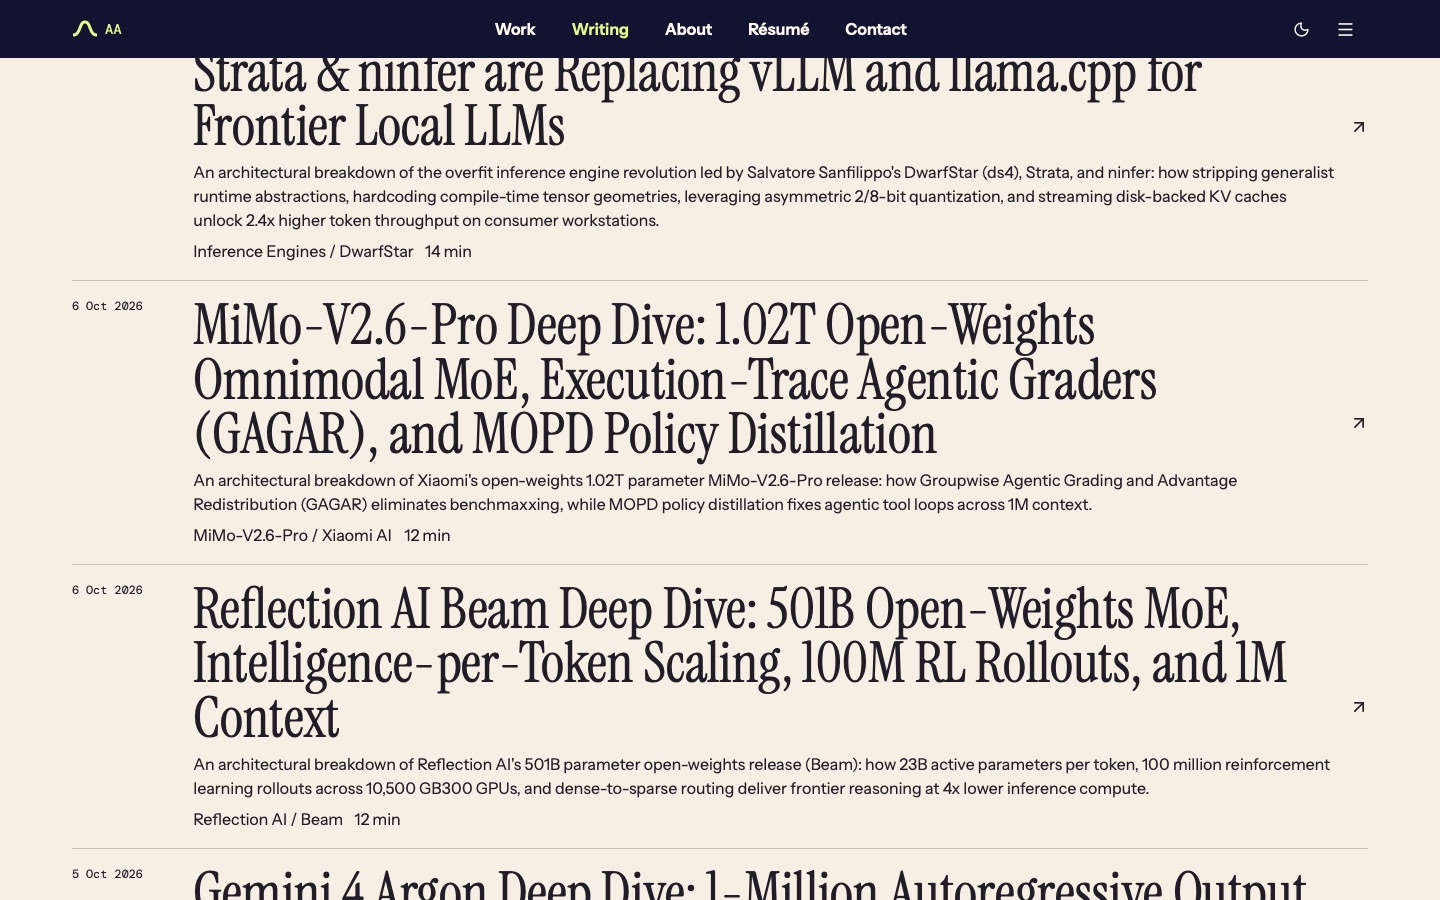 AA
Work
Writing
About
Résumé
Contact
Strata & ninfer are Replacing vLLM and llama.cpp for
Frontier Local LLMs
An architectural breakdown of the overfit inference engine revolution led by Salvatore Sanfilippo's DwarfStar (ds4), Strata, and ninfer: how stripping generalist
runtime abstractions, hardcoding compile-time tensor geometries, leveraging asymmetric 2/8-bit quantization, and streaming disk-backed KV caches
unlock 2.4x higher token throughput on consumer workstations.
Inference Engines / DwarfStar 14 min
6 Oct 2026
MiMo-V2.6-Pro Deep Dive: 1.02T Open-Weights
Omnimodal MoE, Execution-Trace Agentic Graders
(GAGAR), and MOPD Policy Distillation
An architectural breakdown of Xiaomi's open-weights 1.02T parameter MiMo-V2.6-Pro release: how Groupwise Agentic Grading and Advantage
Redistribution (GAGAR) eliminates benchmaxxing, while MOPD policy distillation fixes agentic tool loops across 1M context.
MiMo-V2.6-Pro / Xiaomi AI 12 min
6 Oct 2026
Reflection AI Beam Deep Dive: 501B Open-Weights MoE,
Intelligence-per-Token Scaling, 100M RL Rollouts, and 1M
Context
An architectural breakdown of Reflection AI's 501B parameter open-weights release (Beam): how 23B active parameters per token, 100 million reinforcement
learning rollouts across 10,500 GB300 GPUs, and dense-to-sparse routing deliver frontier reasoning at 4x lower inference compute.
Reflection AI / Beam 12 min
5 Oct 2026
Gemini 4 Argon Deep Dive: 1-Million Autoregressive Output